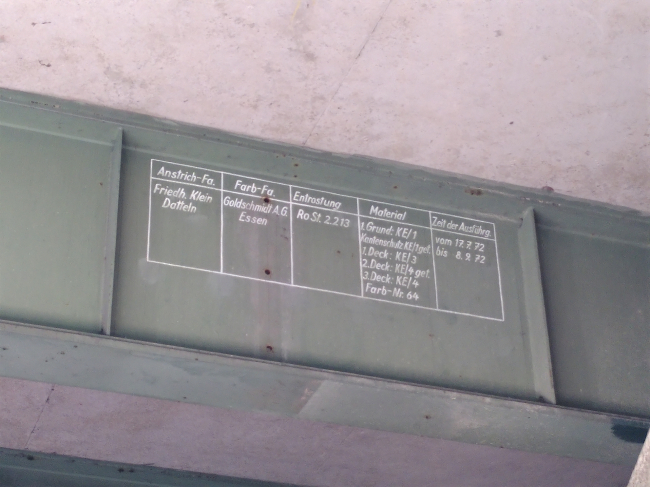 Anstrich-Fa.
Friedh. Klein
Datteln
Farb-Fa.
Goldschmidt A.G.
Essen
Entrostung
Ro St. 2.213
Material
1. Grund: KE/1
Kantenschutz KE/1 get.
1. Deck: KE/3
2. Deck: KE/4 get.
3. Deck: KE/4
Farb-Nr. 64
Zeit der Ausführg.
vom 17.7.72
bis 8.9.72